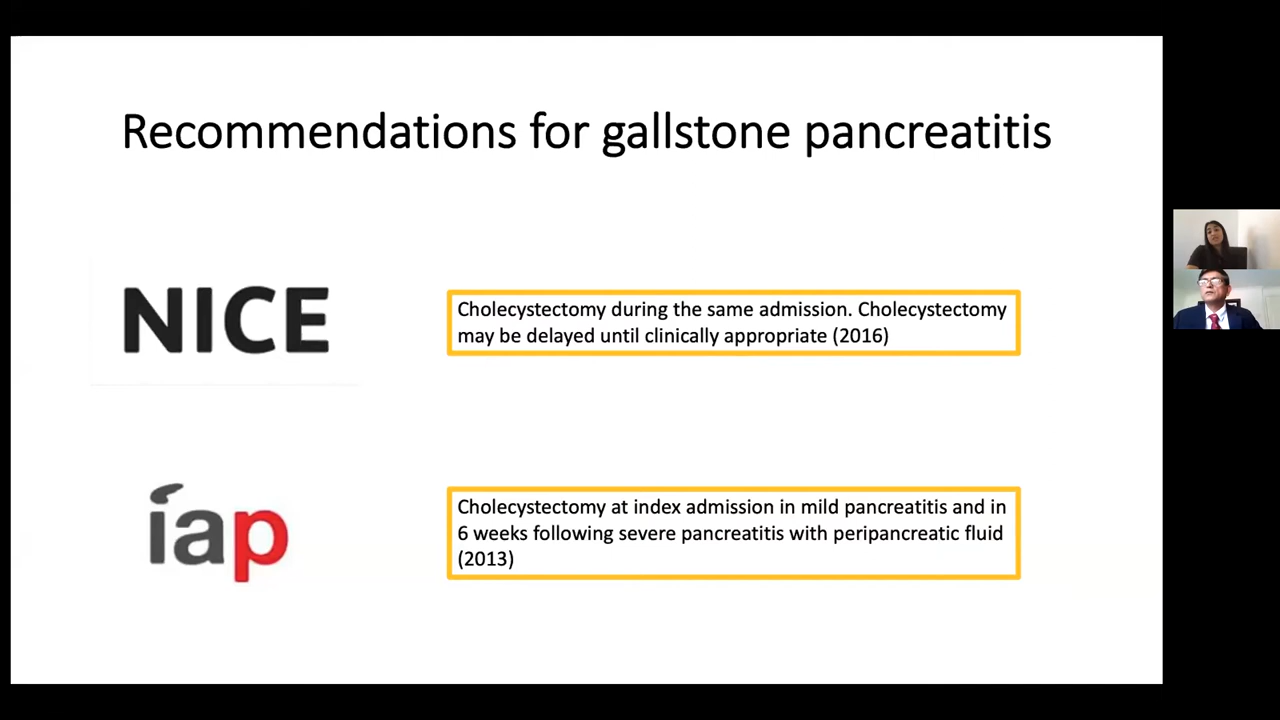 Recommendations for gallstone pancreatitis
NICE
Cholecystectomy during the same admission. Cholecystectomy
may be delayed until clinically appropriate (2016)
iap
Cholecystectomy at index admission in mild pancreatitis and in
6 weeks following severe pancreatitis with peripancreatic fluid
(2013)